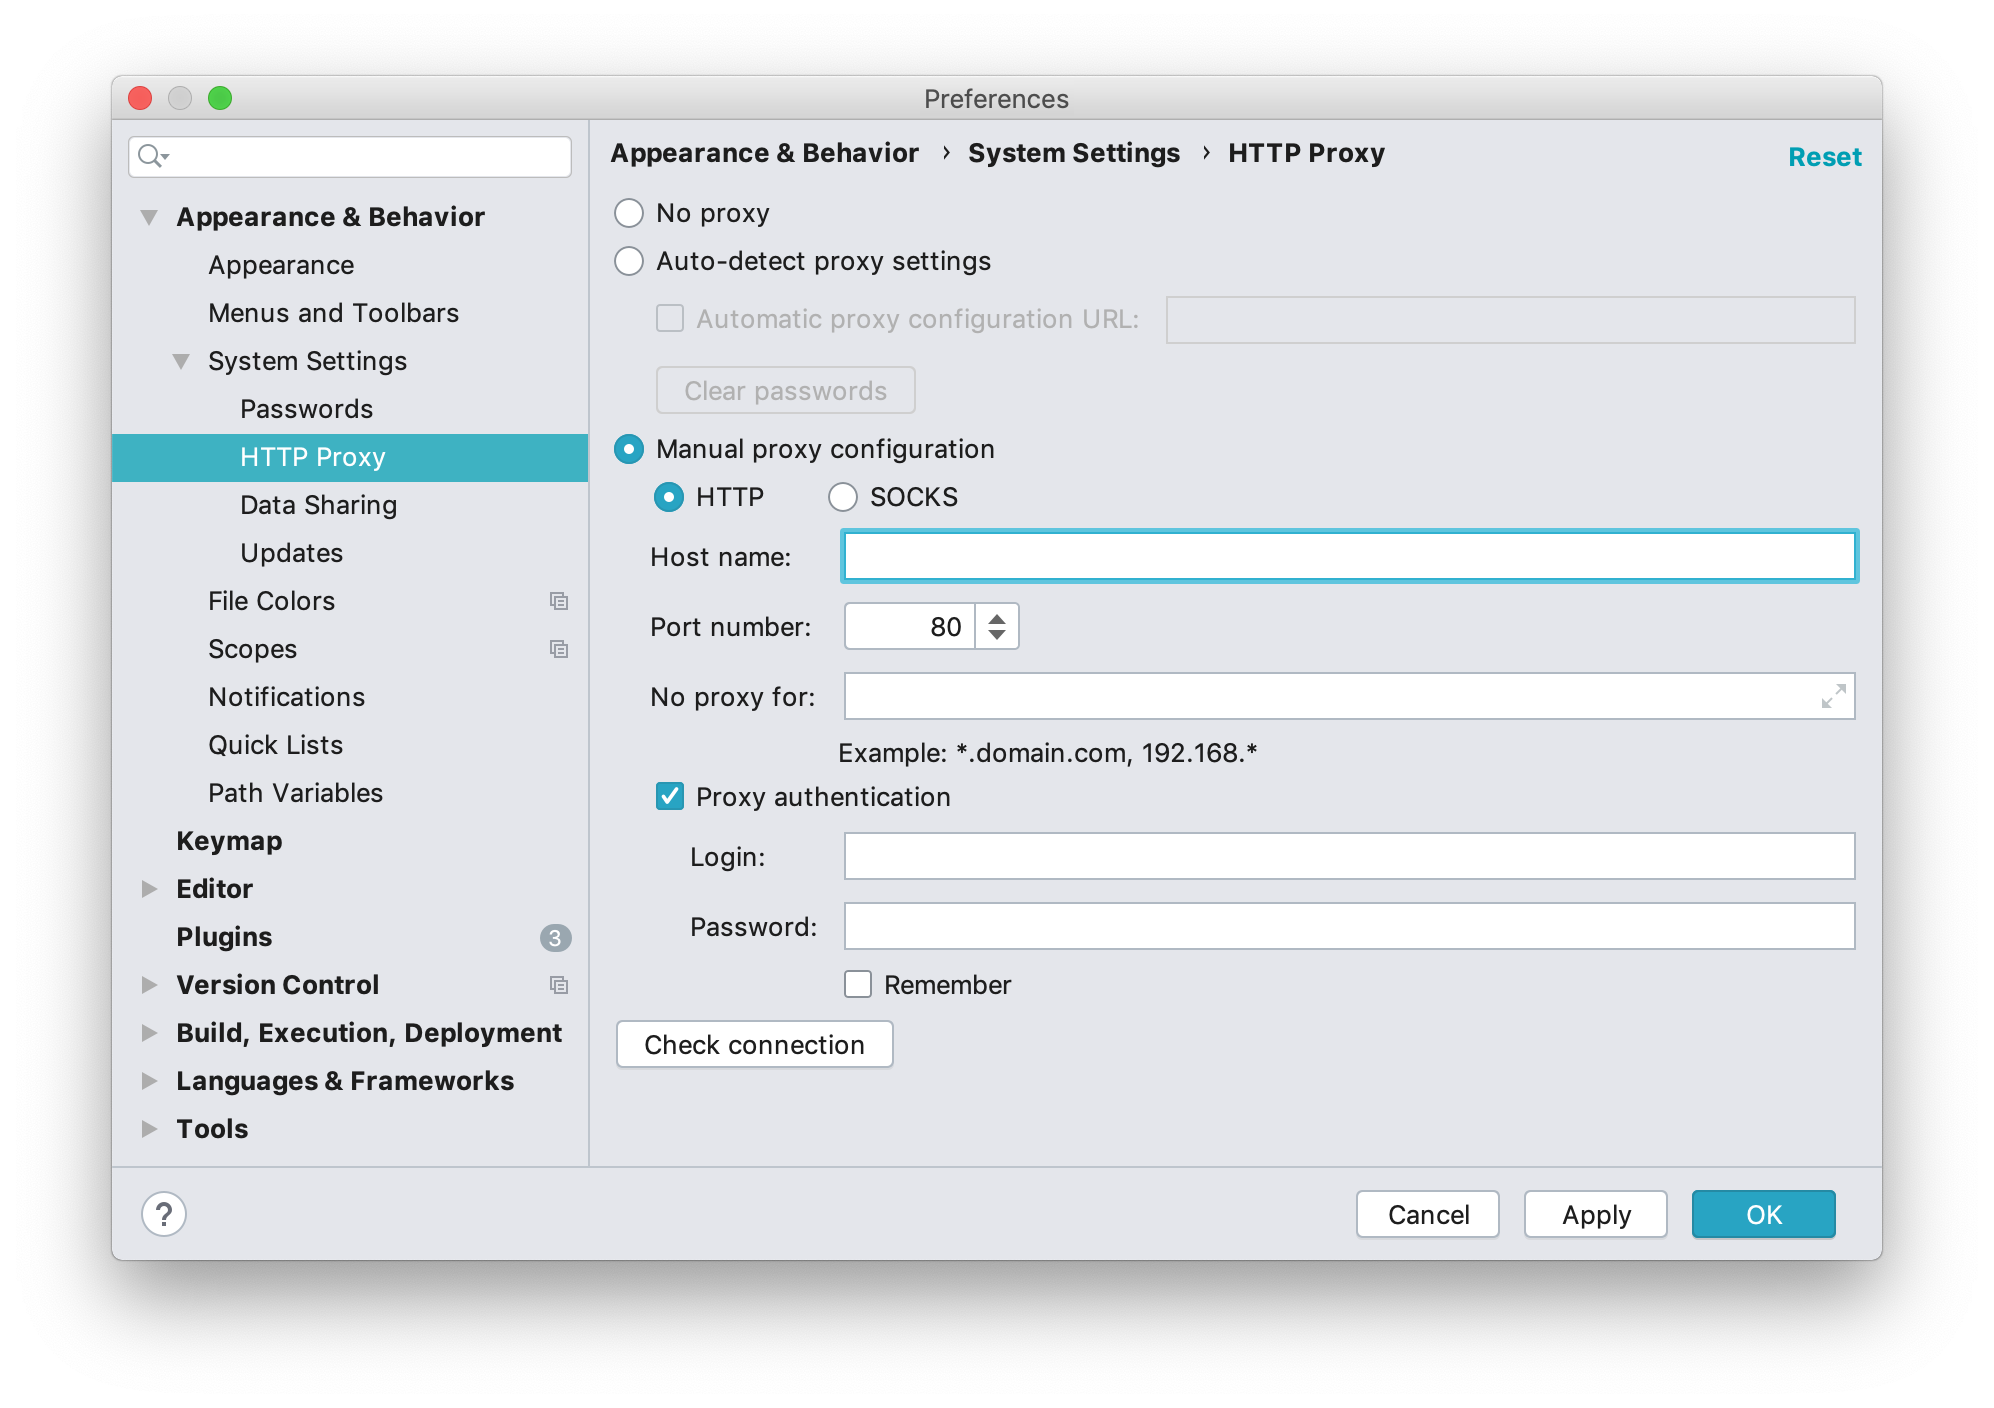 Preferences
Appearance & Behavior
Appearance
Menus and Toolbars
System Settings
Passwords
HTTP Proxy
Data Sharing
Updates
File Colors
Scopes
Notifications
Quick Lists
Path Variables
Keymap
Editor
Plugins 3
Version Control
Build, Execution, Deployment
Languages & Frameworks
Tools
Appearance & Behavior › System Settings › HTTP Proxy Reset
No proxy
Auto-detect proxy settings
Automatic proxy configuration URL:
Clear passwords
Manual proxy configuration
HTTP SOCKS
Host name:
Port number: 80
No proxy for:
Example: *.domain.com, 192.168.*
Proxy authentication
Login:
Password:
Remember
Check connection
? Cancel Apply OK